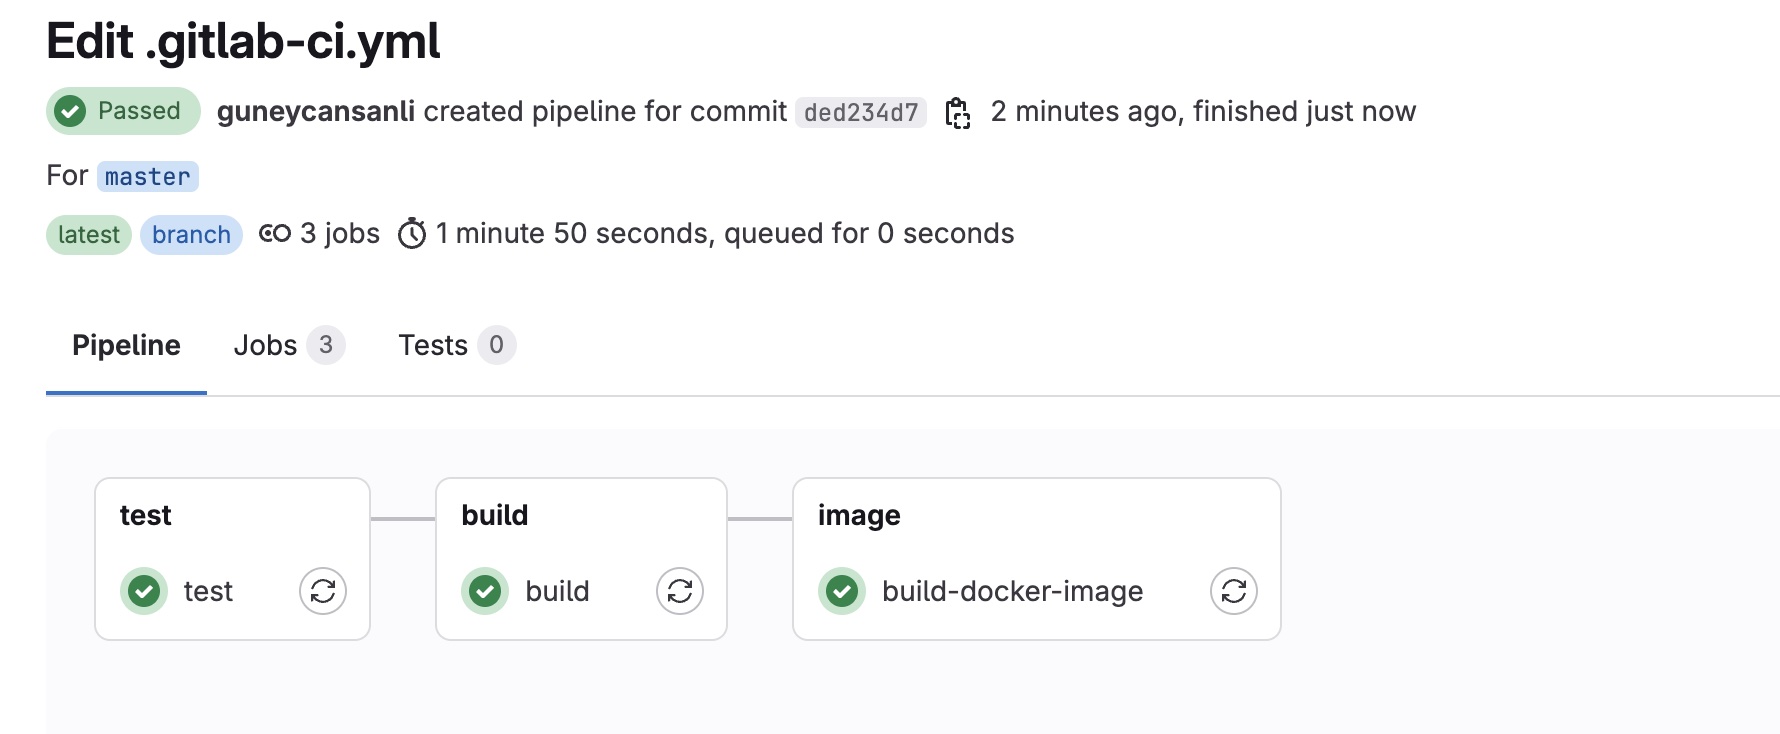 Edit .gitlab-ci.yml
Passed guneycansanli created pipeline for commit ded234d7 2 minutes ago, finished just now
For master
latest branch 3 jobs 1 minute 50 seconds, queued for 0 seconds
Pipeline Jobs 3 Tests 0
test build image
test build build-docker-image